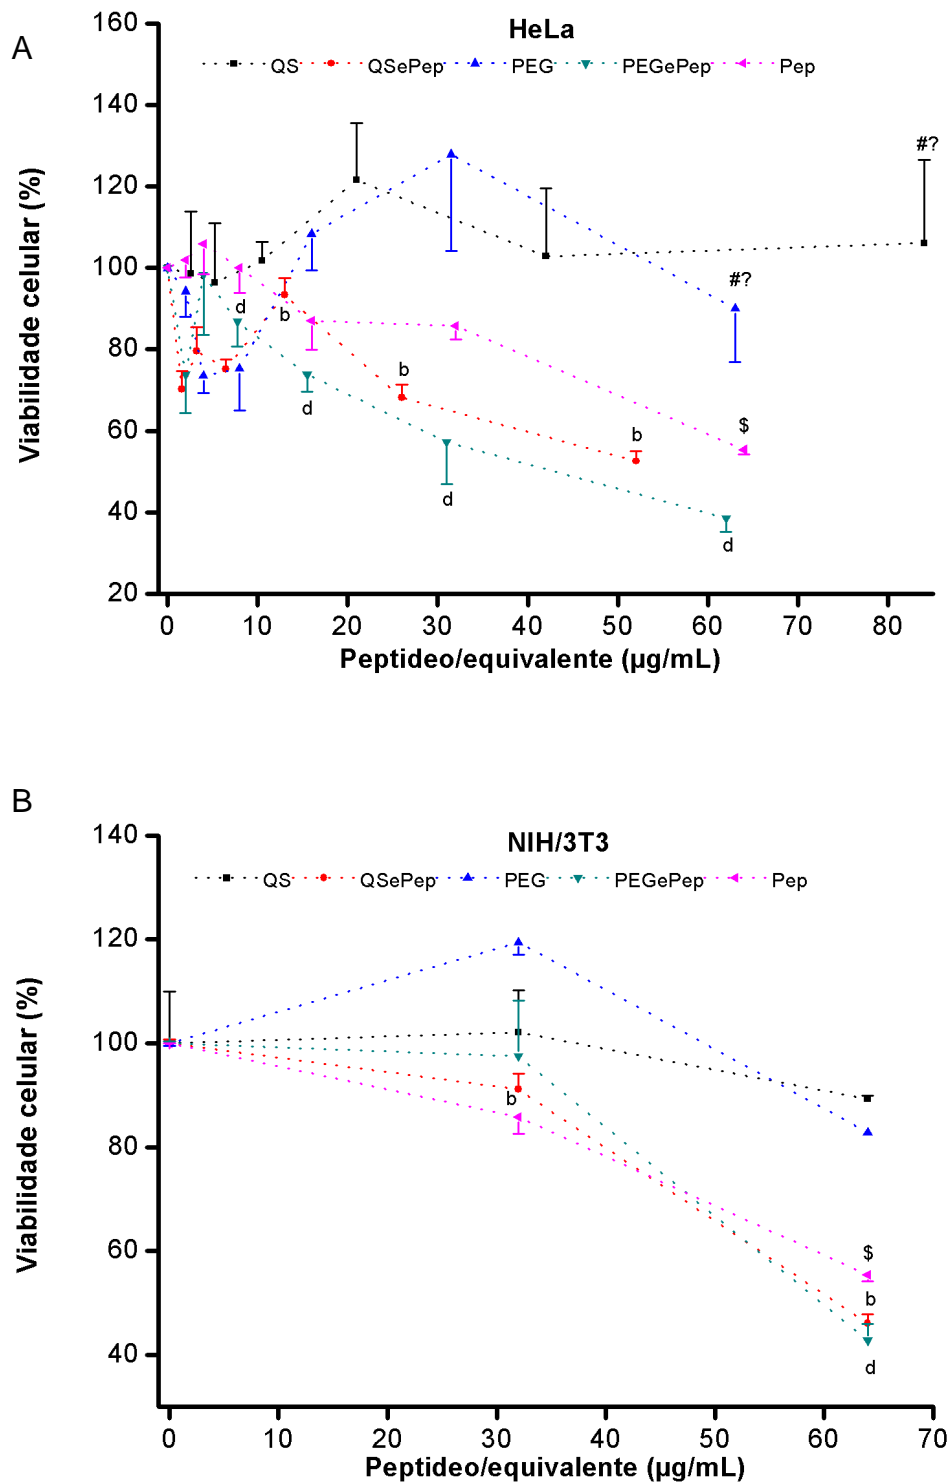 A
HeLa
QS QSePep PEG PEGePep Pep
160
140
120
100
80
60
40
20
Viabilidade celular (%)
#?
#?
d
b
d
b
d
b
$
d
0 10 20 30 40 50 60 70 80
Peptideo/equivalente (µg/mL)
B
NIH/3T3
QS QSePep PEG PEGePep Pep
140
120
100
80
60
40
Viabilidade celular (%)
b
$
b
d
0 10 20 30 40 50 60 70
Peptideo/equivalente (µg/mL)